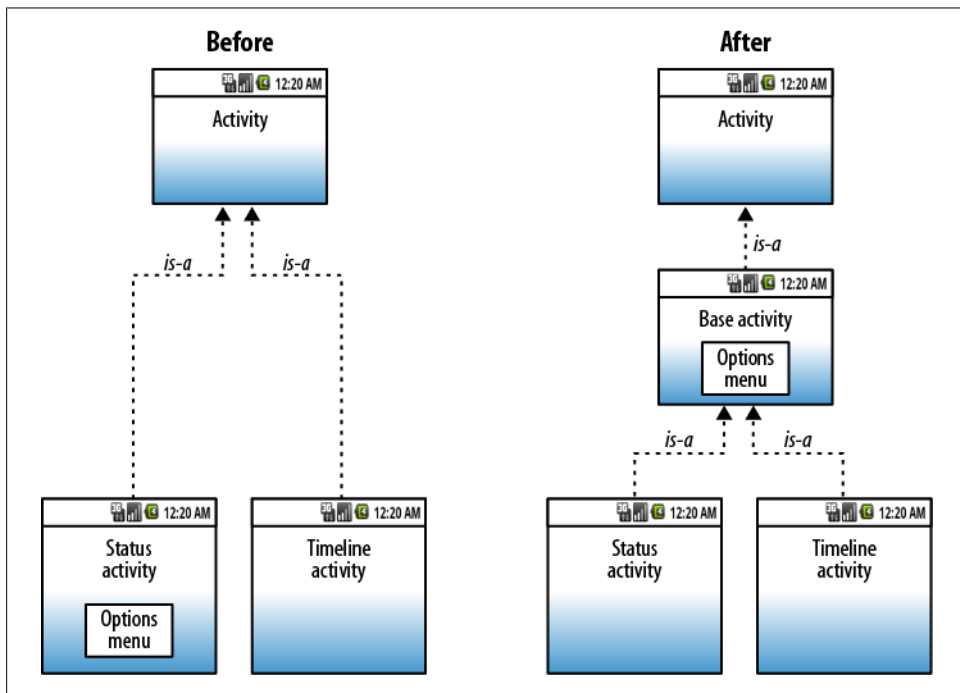 Before
After
12:20 AM
Activity
12:20 AM
Activity
is-a
is-a
is-a
12:20 AM
Base activity
Options
menu
is-a
is-a
12:20 AM
Status
activity
Options
menu
12:20 AM
Timeline
activity
12:20 AM
Status
activity
12:20 AM
Timeline
activity